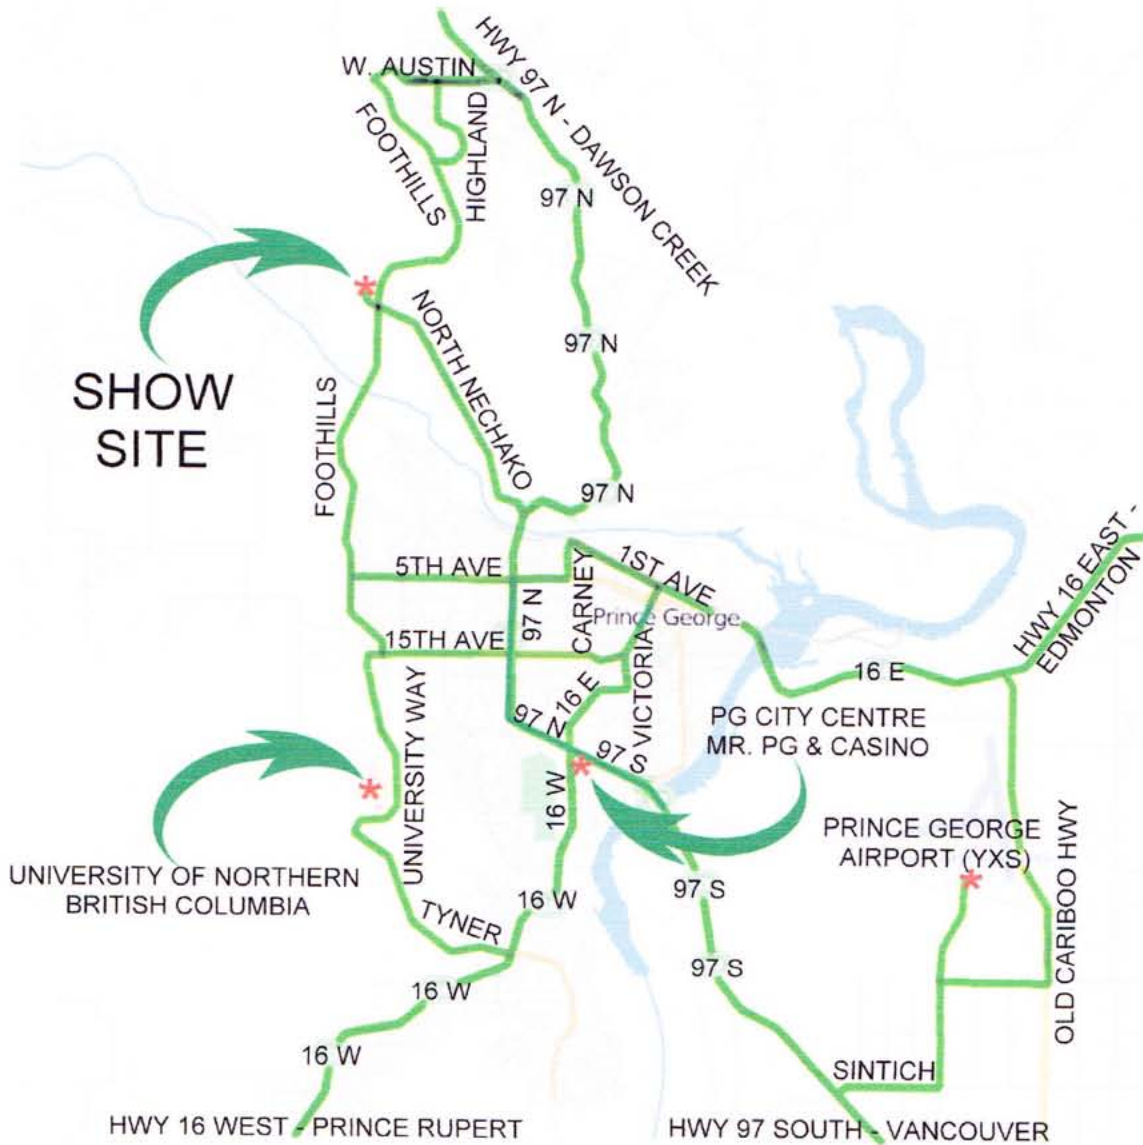 HWY 97 N - DAWSON CREEK
W. AUSTIN
FOOTHILLS
HIGHLAND
97 N
97 N
NORTH NECHAKO
SHOW
SITE
FOOTHILLS
97 N
HWY 16 EAST -
EDMONTON
5TH AVE
97 N
CARNEY
1ST AVE
Prince George
15TH AVE
VICTORIA
16 E
16 E
UNIVERSITY WAY
97 N
97 S
PG CITY CENTRE
MR. PG & CASINO
16 W
PRINCE GEORGE
AIRPORT (YXS)
OLD CARIBOO HWY
UNIVERSITY OF NORTHERN
BRITISH COLUMBIA
97 S
16 W
TYNER
97 S
16 W
16 W
SINTICH
HWY 16 WEST - PRINCE RUPERT
HWY 97 SOUTH - VANCOUVER